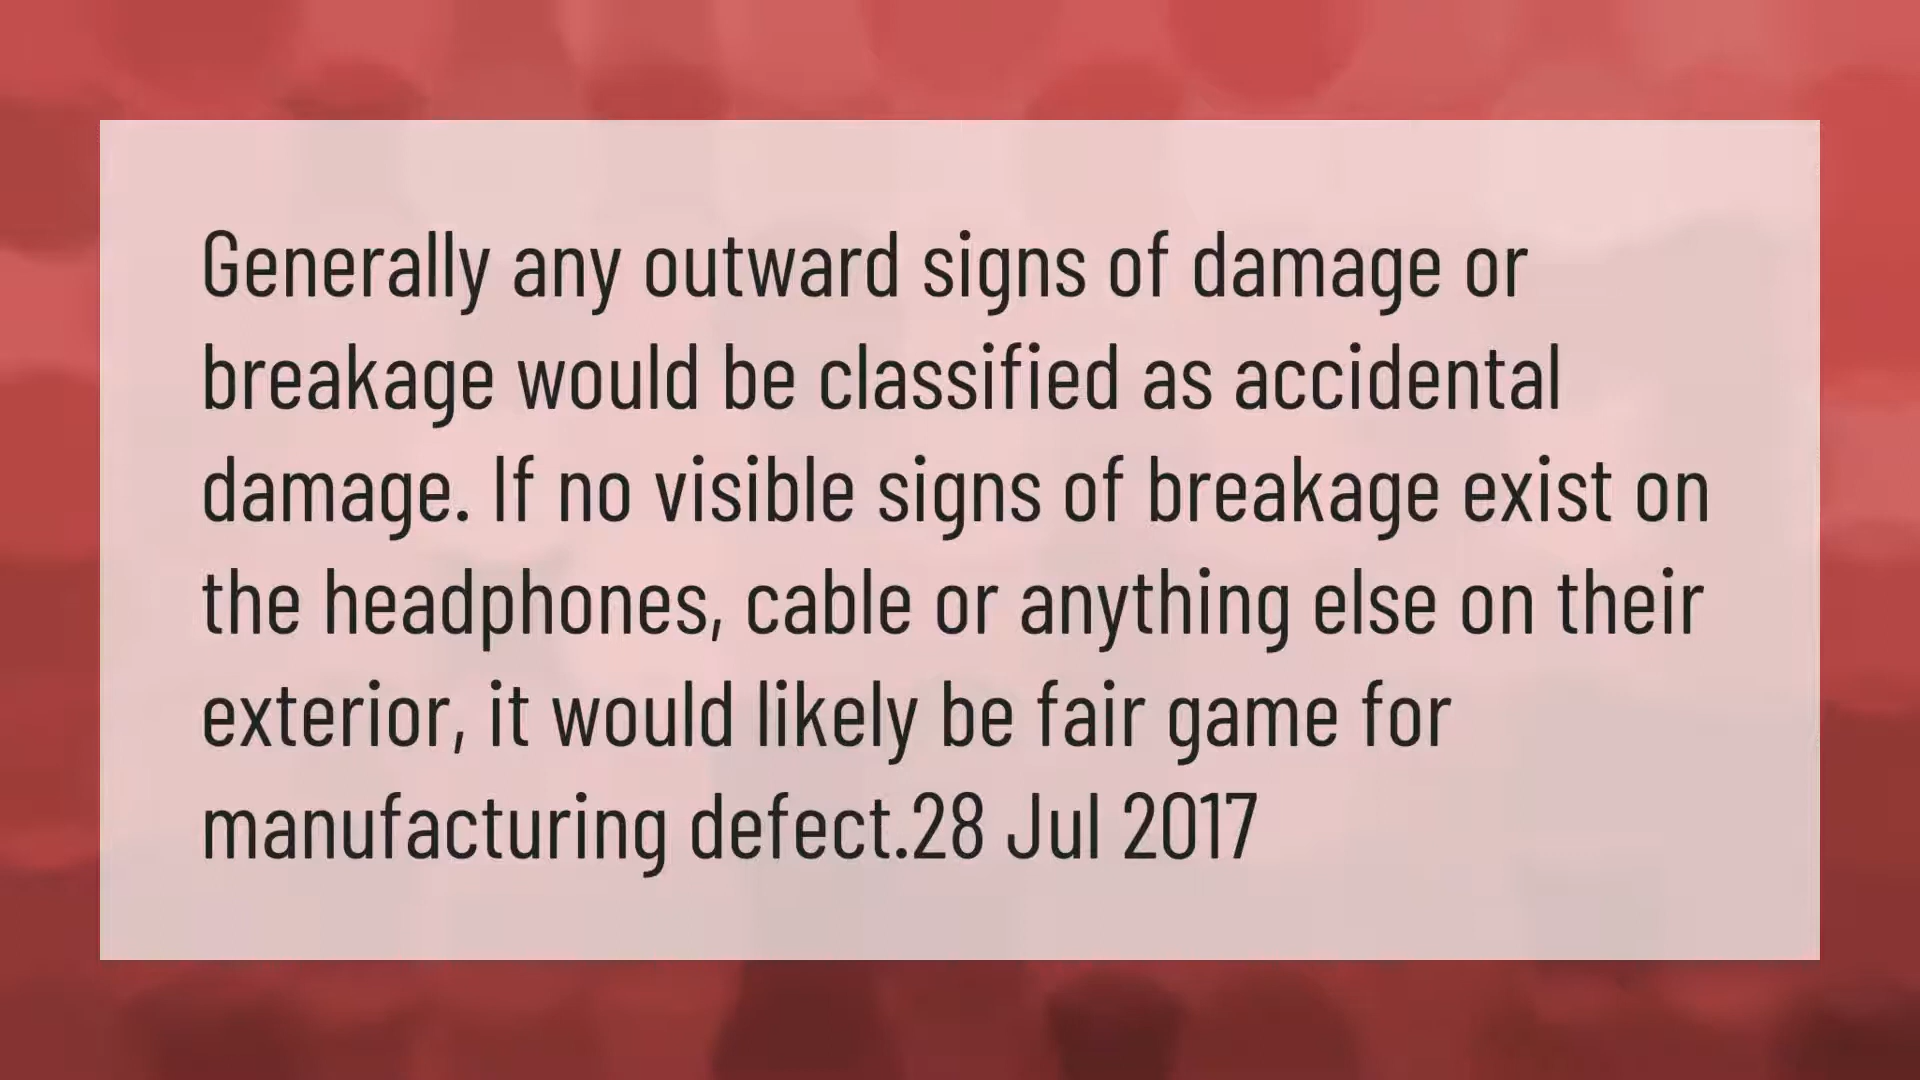 Generally any outward signs of damage or
breakage would be classified as accidental
damage. If no visible signs of breakage exist on
the headphones, cable or anything else on their
exterior, it would likely be fair game for
manufacturing defect.28 Jul 2017